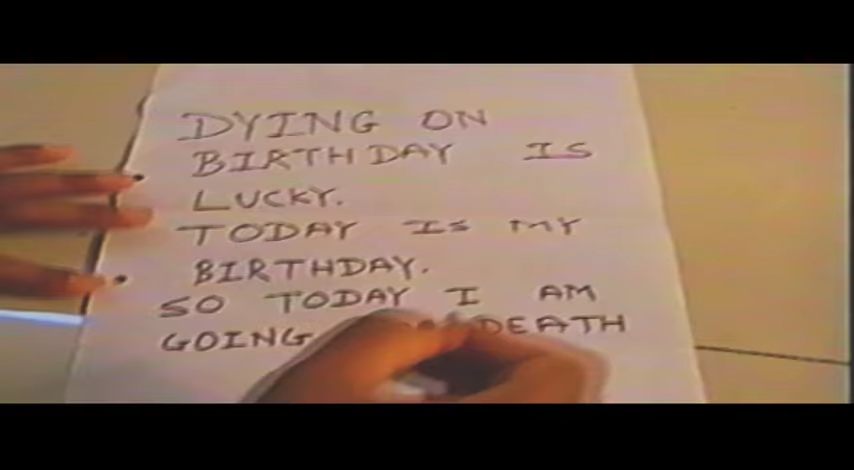 DYING ON
BIRTHDAY IS
LUCKY.
TODAY IS MY
BIRTHDAY.
SO TODAY I AM
GOING DEATH